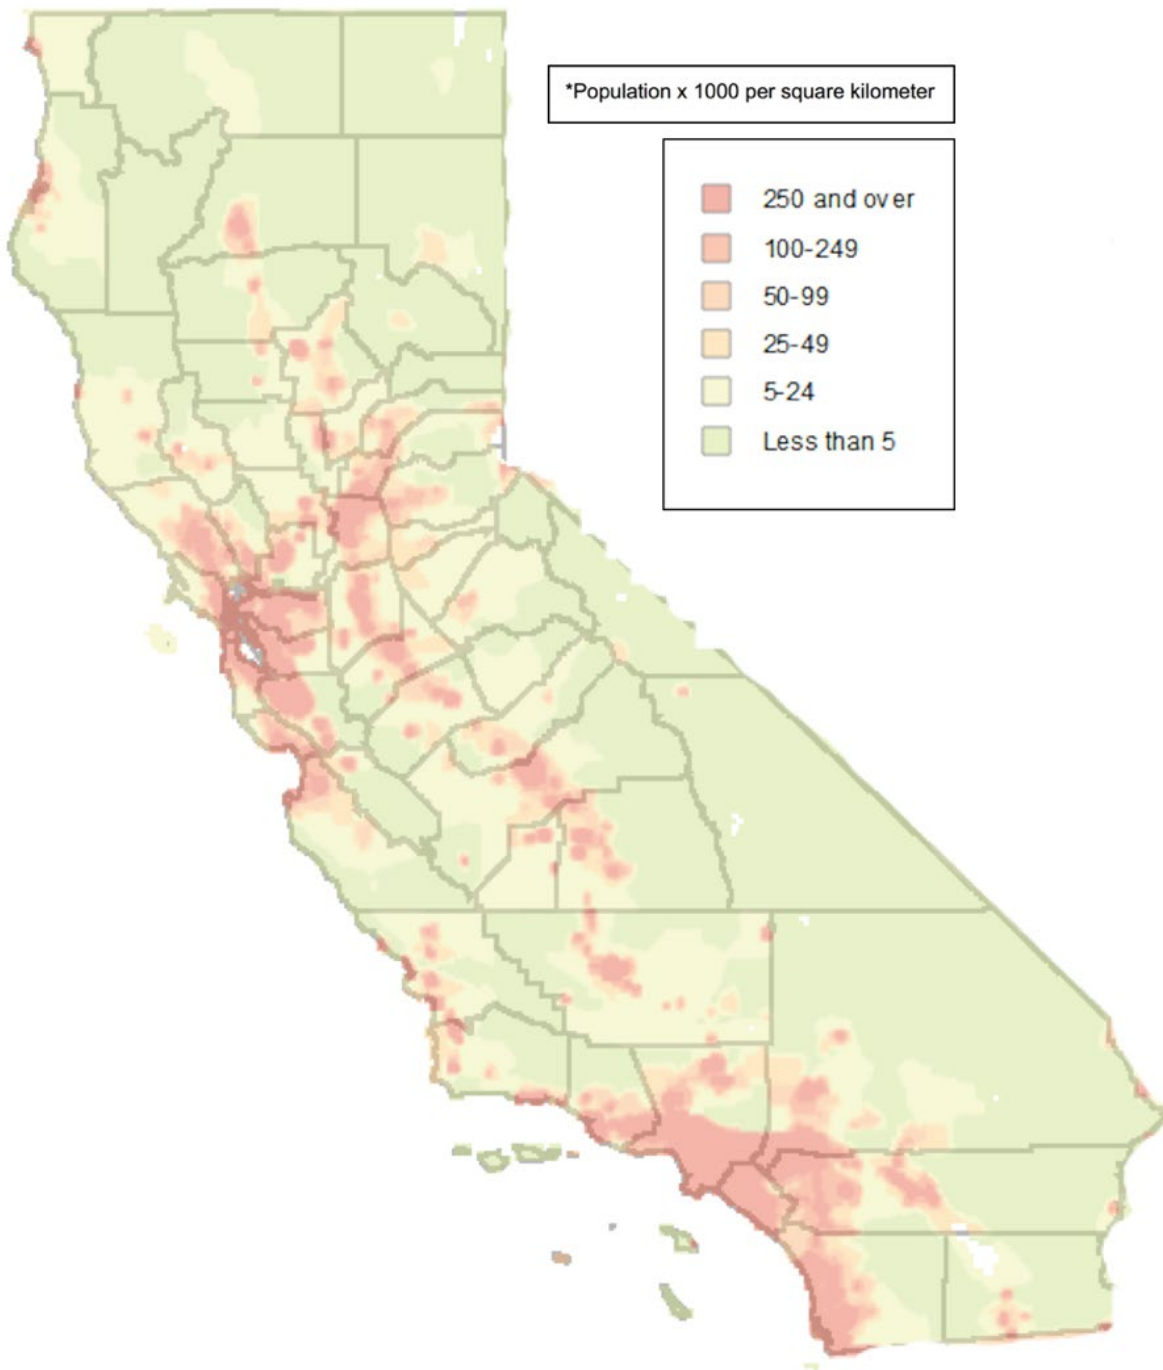 *Population x 1000 per square kilometer
250 and over
100-249
50-99
25-49
5-24
Less than 5